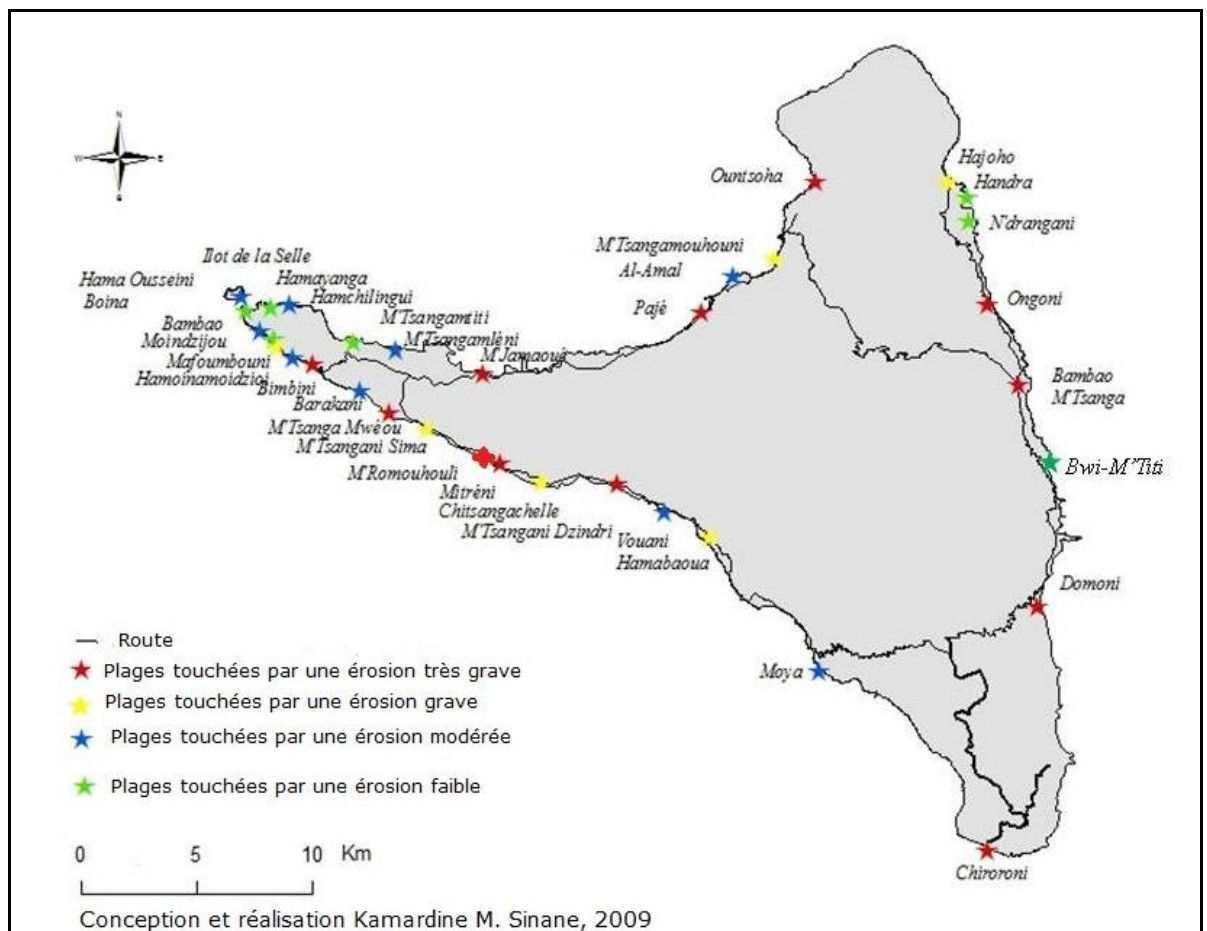 N
W
E
S
Hajoho
Ountsoha
Handra
N'drangani
M'Tsangamouhouni
Ilot de la Selle
Al-Amal
Hama Ousseini
Hamayanga
Boina
Hamchilingui
Pajé
Ongoni
M'Tsangamtiti
Bambao
M'Tsangamléni
Moindzijou
M'Jamaoué
Mafoumbouni
Hamoinamoidzioi
Bimbini
Bambao
M'Tsanga
Barakani
M'Tsanga Mwéou
M'Tsangani Sima
Bwi-M'Titi
M'Romouhouli
Mitréni
Chitsangachelle
M'Tsangani Dzindri
Vouani
Hamabaoua
Domoni
Route
Moya
Plages touchées par une érosion très grave
Plages touchées par une érosion grave
Plages touchées par une érosion modérée
Plages touchées par une érosion faible
0 5 10 Km
Chiroroni
Conception et réalisation Kamardine M. Sinane, 2009